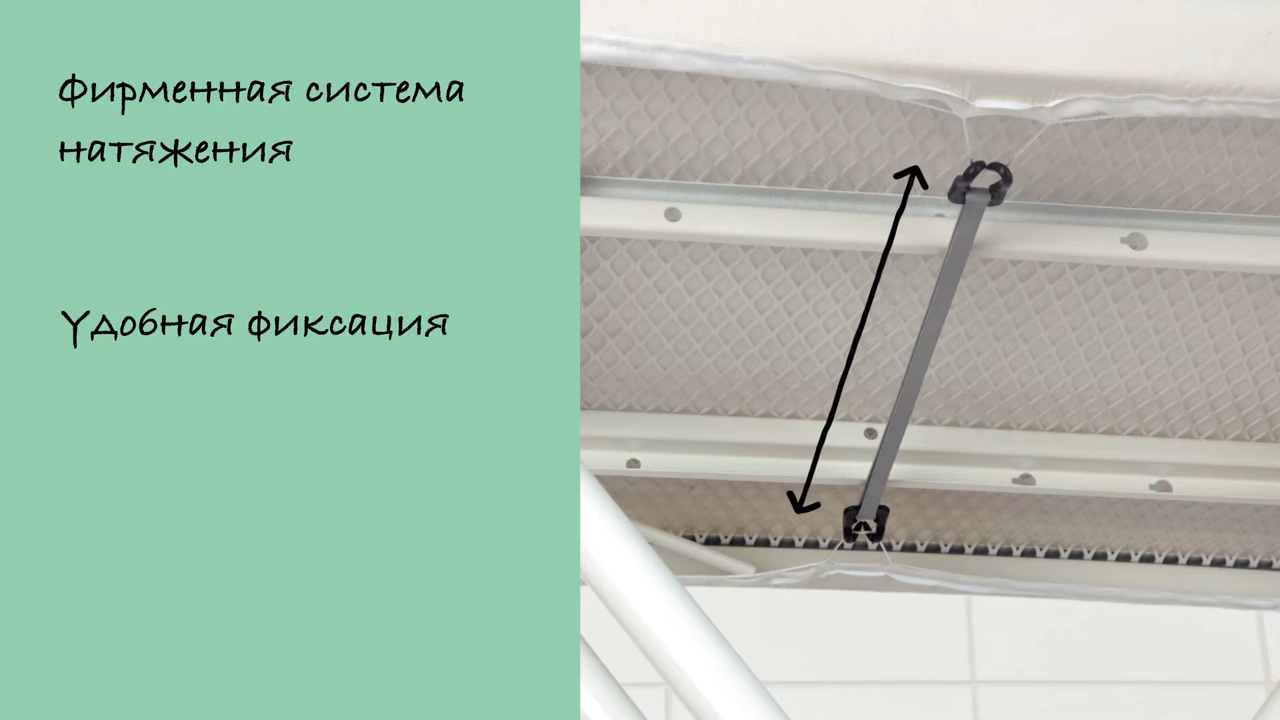 Фирменная система
натяжения
Удобная фиксация